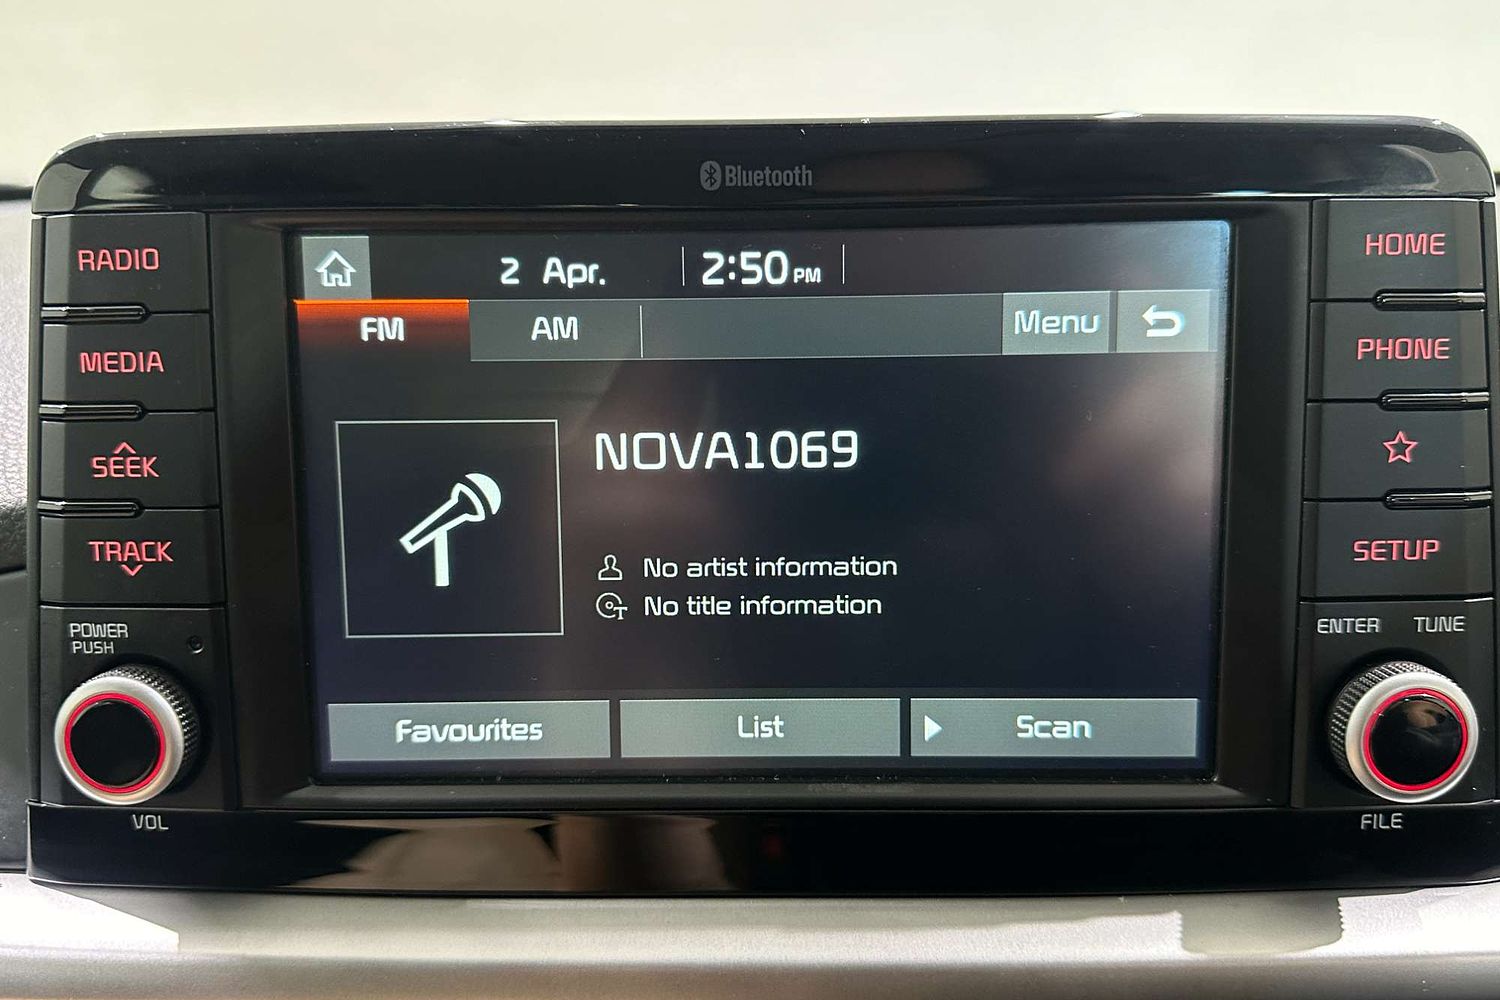 Bluetooth
RADIO
MEDIA
SEEK
TRACK
POWER
PUSH
VOL
2 Apr.
2:50 PM
FM
AM
Menu
NOVA1069
No artist information
No title information
Favourites
List
Scan
HOME
PHONE
SETUP
ENTER
TUNE
FILE